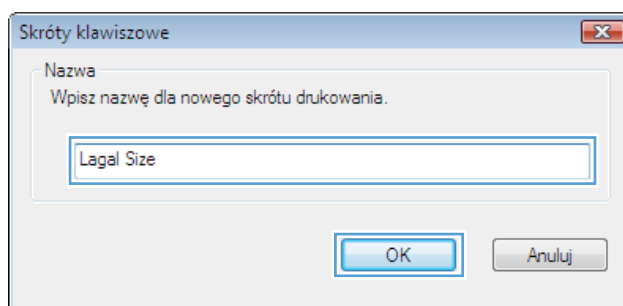 Skróty klawiszowe
Nazwa
Wpisz nazwę dla nowego skrótu drukowania.
Lagal Size
OK
Anuluj